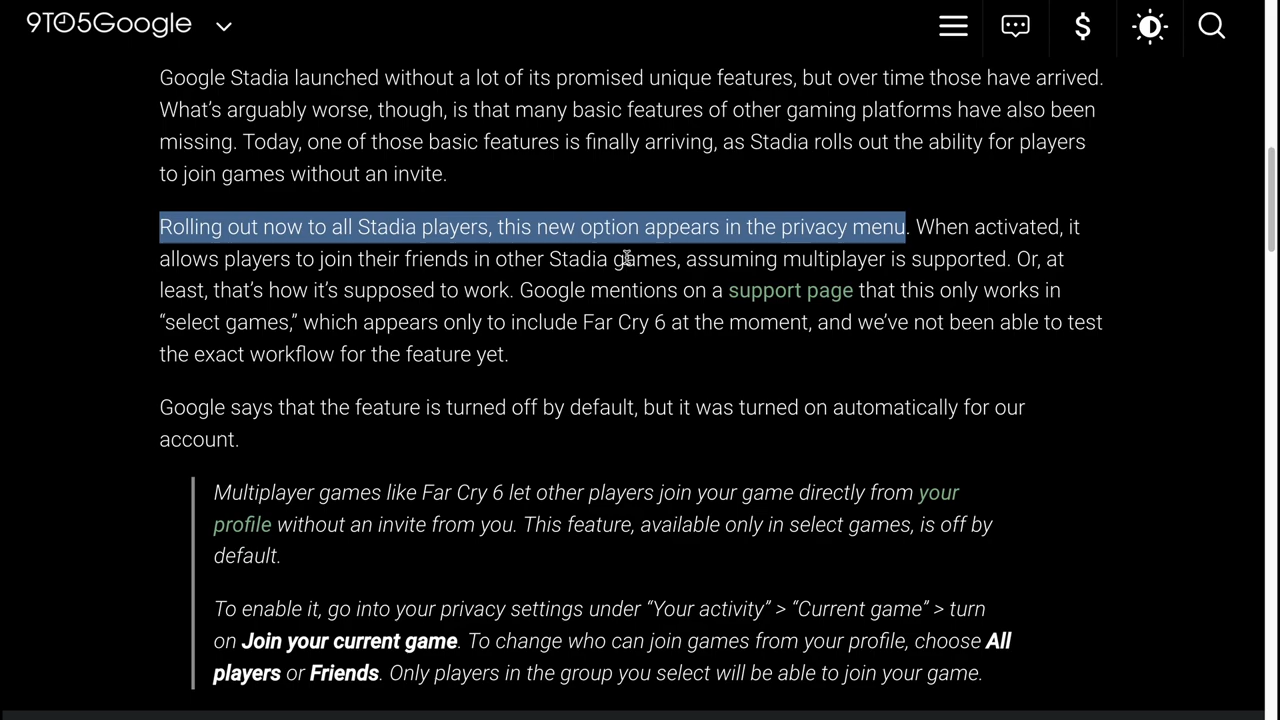 9TO5Google
Google Stadia launched without a lot of its promised unique features, but over time those have arrived.
What’s arguably worse, though, is that many basic features of other gaming platforms have also been
missing. Today, one of those basic features is finally arriving, as Stadia rolls out the ability for players
to join games without an invite.
Rolling out now to all Stadia players, this new option appears in the privacy menu. When activated, it
allows players to join their friends in other Stadia games, assuming multiplayer is supported. Or, at
least, that’s how it’s supposed to work. Google mentions on a support page that this only works in
“select games,” which appears only to include Far Cry 6 at the moment, and we’ve not been able to test
the exact workflow for the feature yet.
Google says that the feature is turned off by default, but it was turned on automatically for our
account.
Multiplayer games like Far Cry 6 let other players join your game directly from your
profile without an invite from you. This feature, available only in select games, is off by
default.
To enable it, go into your privacy settings under “Your activity” > “Current game” > turn
on Join your current game. To change who can join games from your profile, choose All
players or Friends. Only players in the group you select will be able to join your game.